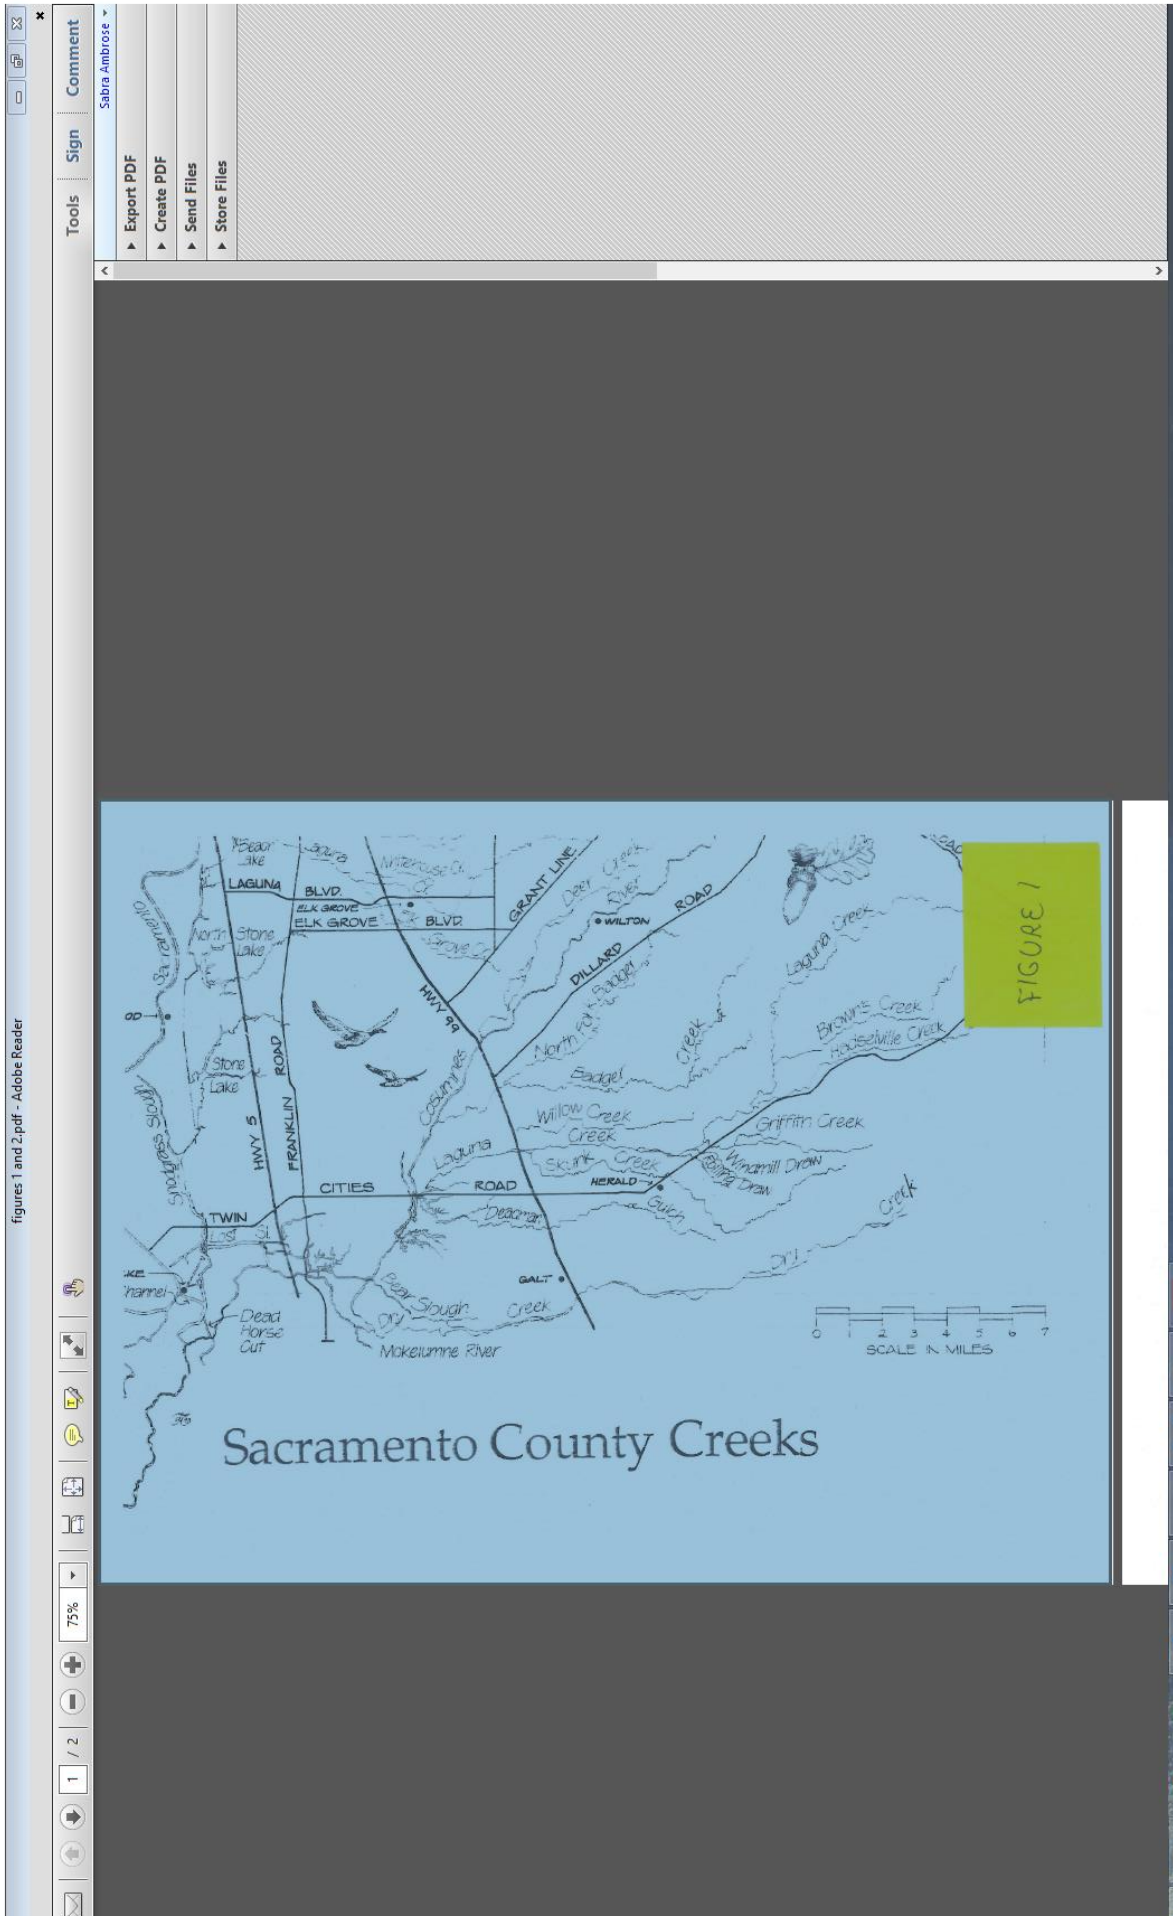 figures 1 and 2.pdf - Adobe Reader
1 / 2
75%
Tools
Sign
Comment
Sabra Ambrose
Export PDF
Create PDF
Send Files
Store Files
FIGURE 1
LAGUNA BLVD.
ELK GROVE
ELK GROVE BLVD.
GRANT LINE
Deer Creek
River
WILTON
DILLARD ROAD
Laguna
Grove Cr.
North Stone Lake
Sacramento
Stone Lake
Snodgrass Slough
HWY 5
FRANKLIN ROAD
HWY 99
Cosumnes
North Fork Badger
Badger Creek
Laguna Creek
Browns Creek
Hadselville Creek
Willow Creek
Laguna Creek
Skunk Creek
Griffith Creek
Windmill Draw
Draw
HERALD
TWIN CITIES ROAD
Deadman Gulch
Lost Sl.
GALT
Dry Creek
Bear Slough
Dry Creek
Mokelumne River
Dead Horse Cut
0 1 2 3 4 5 6 7
SCALE IN MILES
Sacramento County Creeks